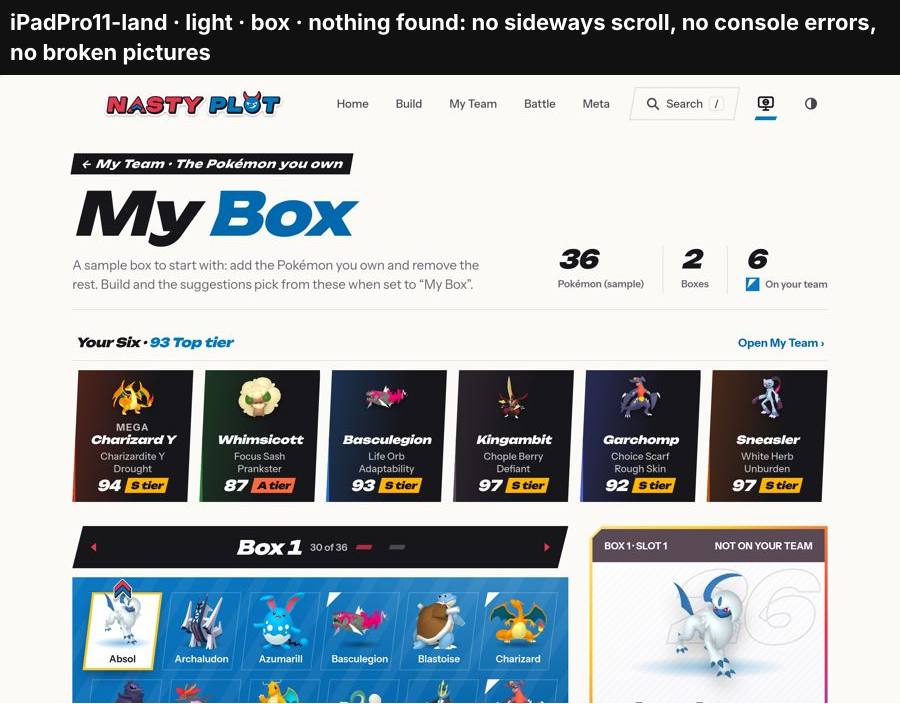 iPadPro11-land · light · box · nothing found: no sideways scroll, no console errors,
no broken pictures
NASTY PLOT
Home
Build
My Team
Battle
Meta
Search /
← My Team · The Pokémon you own
My Box
A sample box to start with: add the Pokémon you own and remove the
rest. Build and the suggestions pick from these when set to “My Box”.
36
Pokémon (sample)
2
Boxes
6
On your team
Your Six · 93 Top tier
Open My Team ›
MEGA
Charizard Y
Charizardite Y
Drought
94 S tier
Whimsicott
Focus Sash
Prankster
87 A tier
Basculegion
Life Orb
Adaptability
93 S tier
Kingambit
Chople Berry
Defiant
97 S tier
Garchomp
Choice Scarf
Rough Skin
92 S tier
Sneasler
White Herb
Unburden
97 S tier
Box 1 30 of 36
Absol
Archaludon
Azumarill
Basculegion
Blastoise
Charizard
BOX 1 · SLOT 1
NOT ON YOUR TEAM